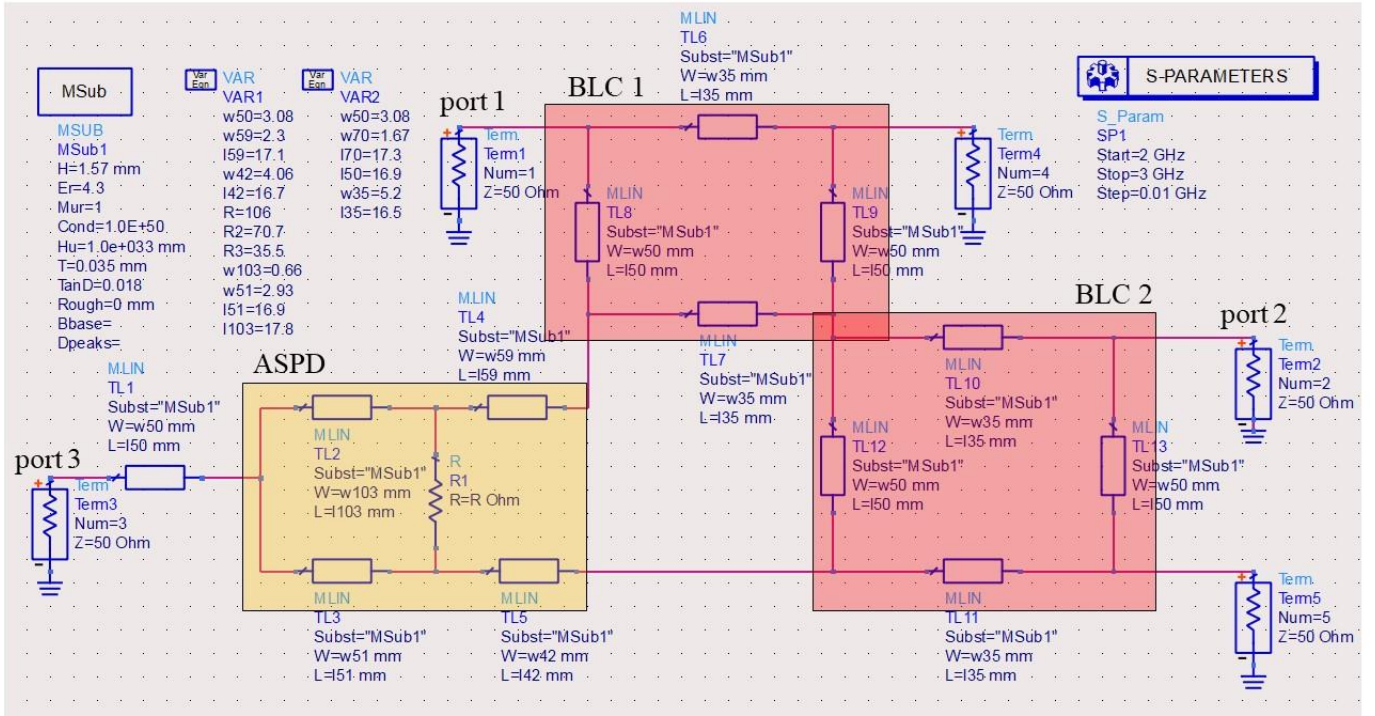 MSub
MSUB
MSub1
H=1.57 mm
Er=4.3
Mur=1
Cond=1.0E+50
Hu=1.0e+033 mm
T=0.035 mm
TanD=0.018
Rough=0 mm
Bbase=
Dpeaks=
Var
Eqn
VAR
VAR1
w50=3.08
w59=2.3
l59=17.1
w42=4.06
l42=16.7
R=106
R2=70.7
R3=35.5
w103=0.66
w51=2.93
l51=16.9
l103=17.8
Var
Eqn
VAR
VAR2
w50=3.08
w70=1.67
l70=17.3
l50=16.9
w35=5.2
l35=16.5
port 1
Term
Term1
Num=1
Z=50 Ohm
BLC 1
MLIN
TL6
Subst="MSub1"
W=w35 mm
L=l35 mm
Term
Term4
Num=4
Z=50 Ohm
S-PARAMETERS
S_Param
SP1
Start=2 GHz
Stop=3 GHz
Step=0.01 GHz
MLIN
TL8
Subst="MSub1"
W=w50 mm
L=l50 mm
MLIN
TL9
Subst="MSub1"
W=w50 mm
L=l50 mm
MLIN
TL4
Subst="MSub1"
W=w59 mm
L=l59 mm
MLIN
TL7
Subst="MSub1"
W=w35 mm
L=l35 mm
BLC 2
port 2
Term
Term2
Num=2
Z=50 Ohm
MLIN
TL10
Subst="MSub1"
W=w35 mm
L=l35 mm
MLIN
TL1
Subst="MSub1"
W=w50 mm
L=l50 mm
ASPD
port 3
Term
Term3
Num=3
Z=50 Ohm
MLIN
TL2
Subst="MSub1"
W=w103 mm
L=l103 mm
R
R1
R=R Ohm
MLIN
TL12
Subst="MSub1"
W=w50 mm
L=l50 mm
MLIN
TL13
Subst="MSub1"
W=w50 mm
L=l50 mm
MLIN
TL3
Subst="MSub1"
W=w51 mm
L=l51 mm
MLIN
TL5
Subst="MSub1"
W=w42 mm
L=l42 mm
MLIN
TL11
Subst="MSub1"
W=w35 mm
L=l35 mm
Term
Term5
Num=5
Z=50 Ohm